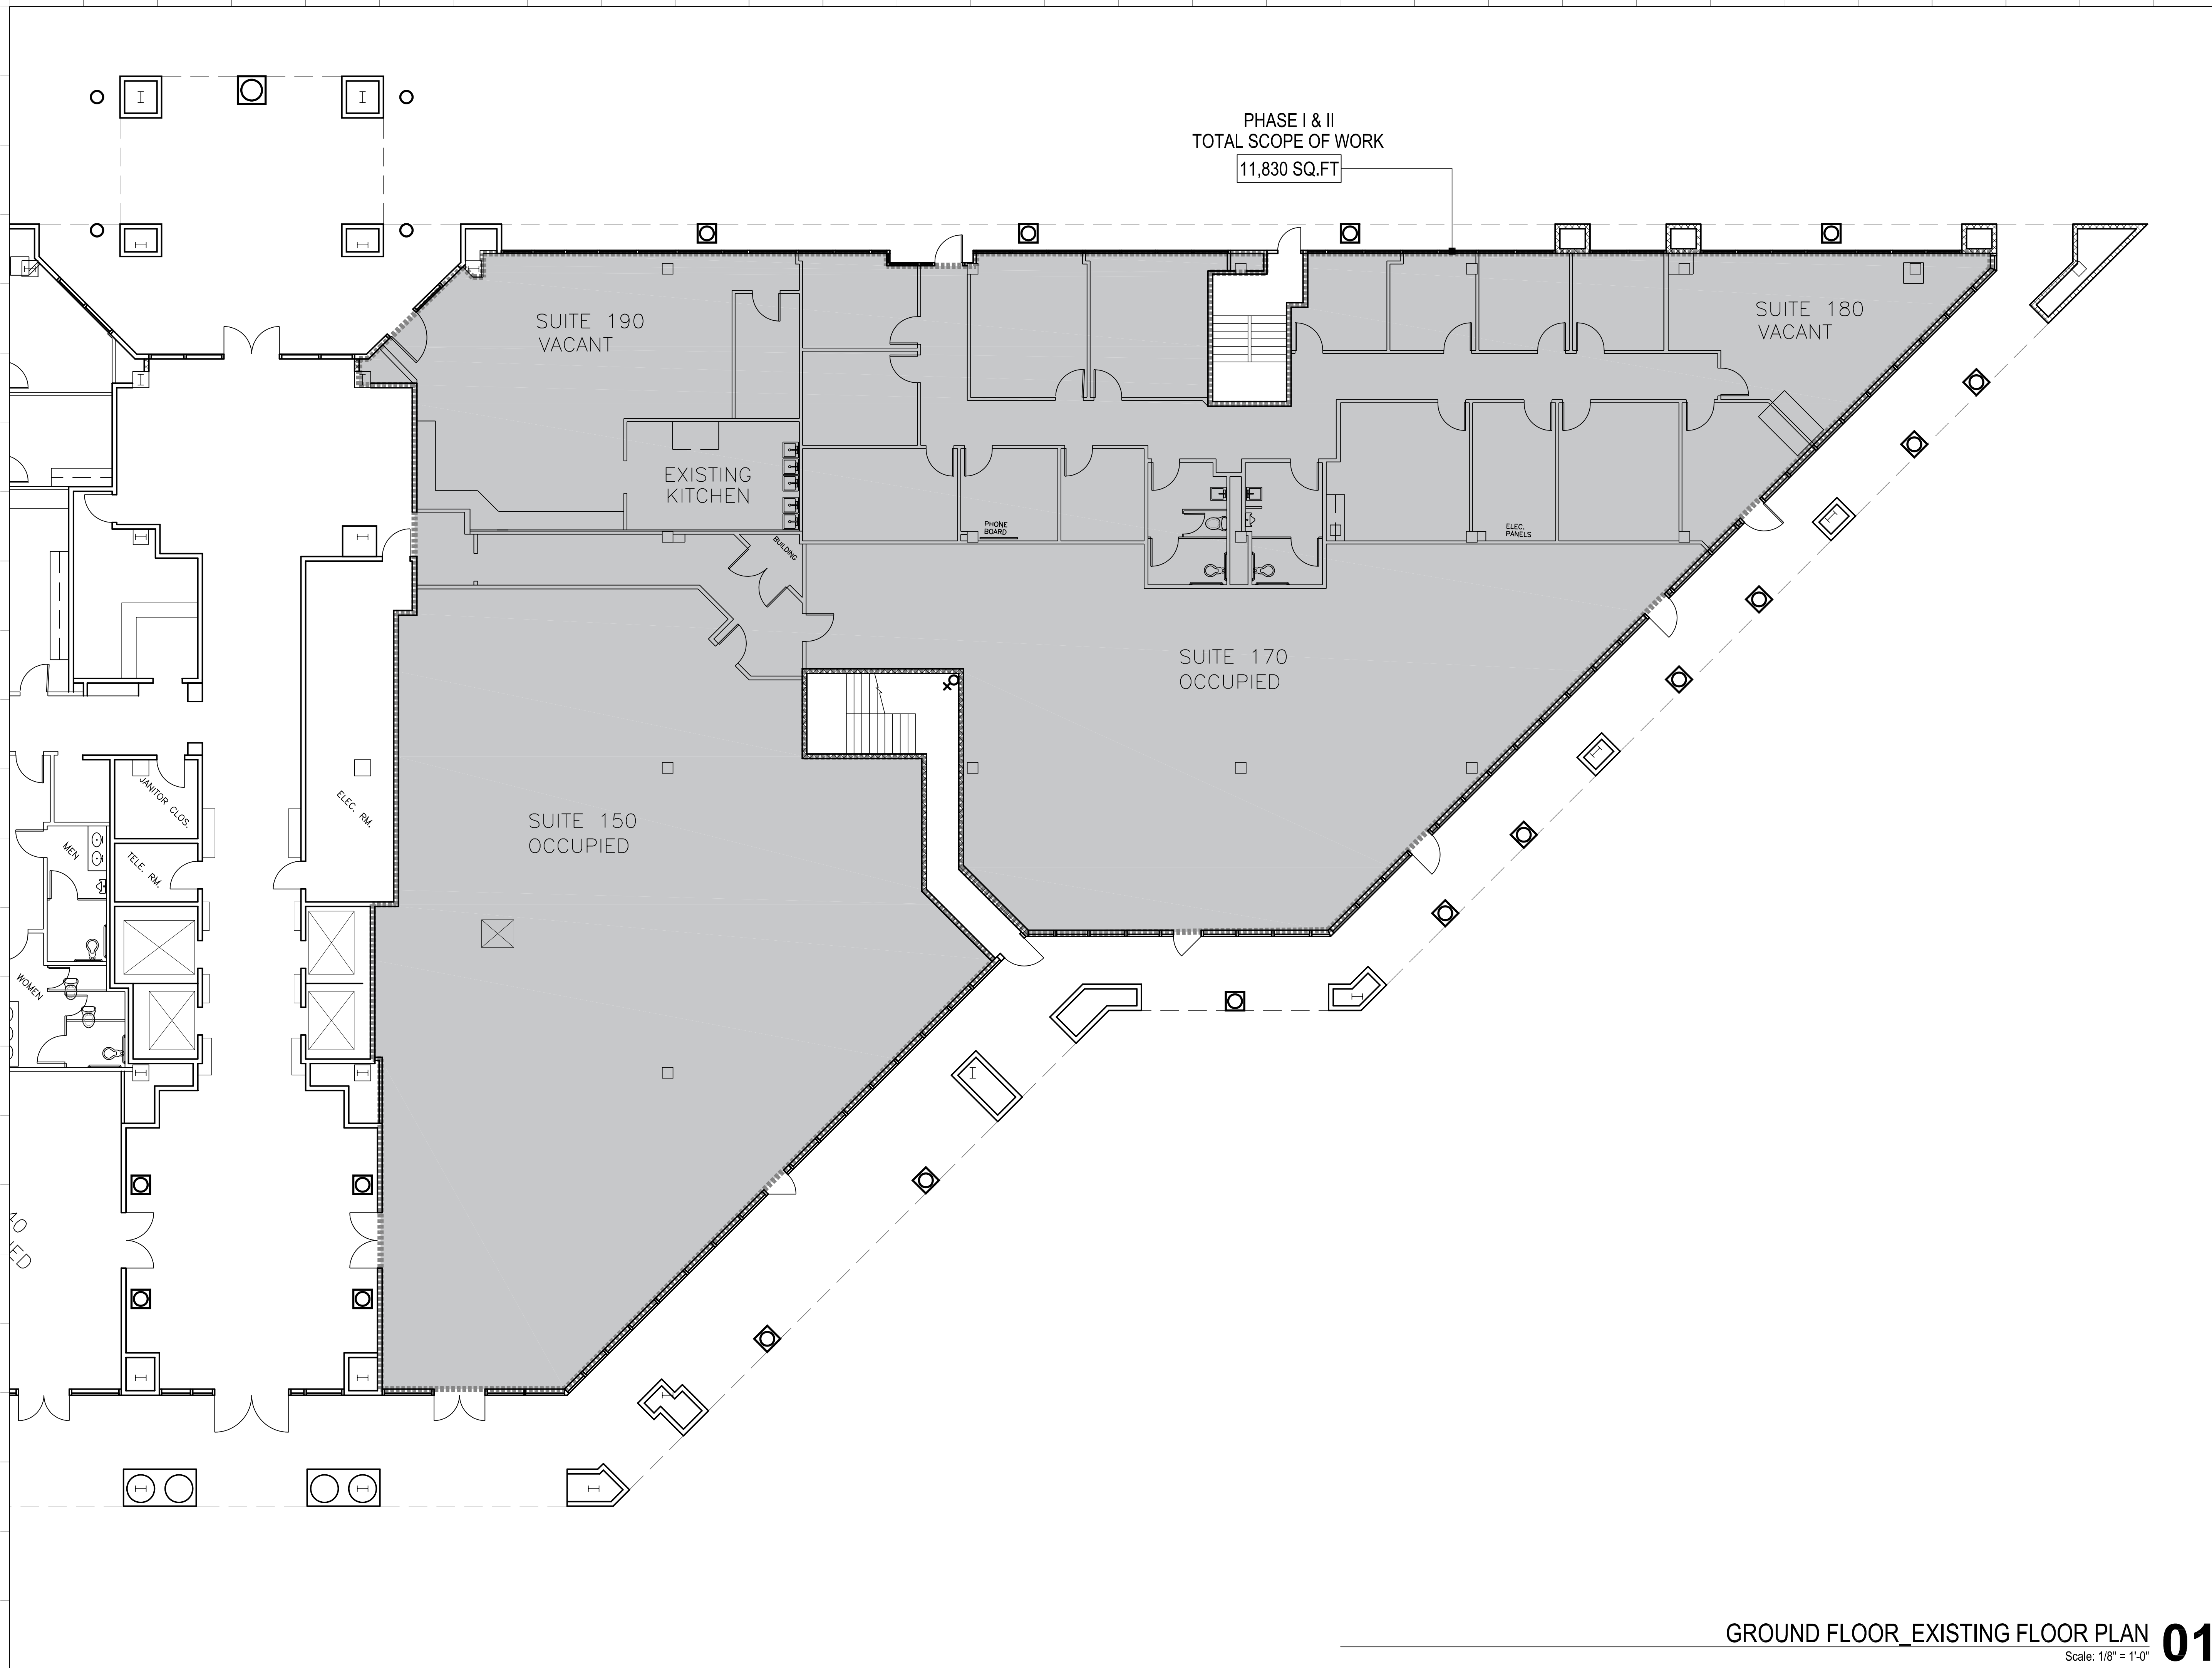 PHASE I & II
TOTAL SCOPE OF WORK
11,830 SQ.FT
SUITE 190
VACANT
SUITE 180
VACANT
EXISTING
KITCHEN
PHONE
BOARD
ELEC.
PANELS
BUILDING
SUITE 170
OCCUPIED
JANITOR CLOS.
ELEC. RM.
SUITE 150
OCCUPIED
MEN
TELE. RM.
WOMEN
GROUND FLOOR_EXISTING FLOOR PLAN
01
Scale: 1/8" = 1'-0"